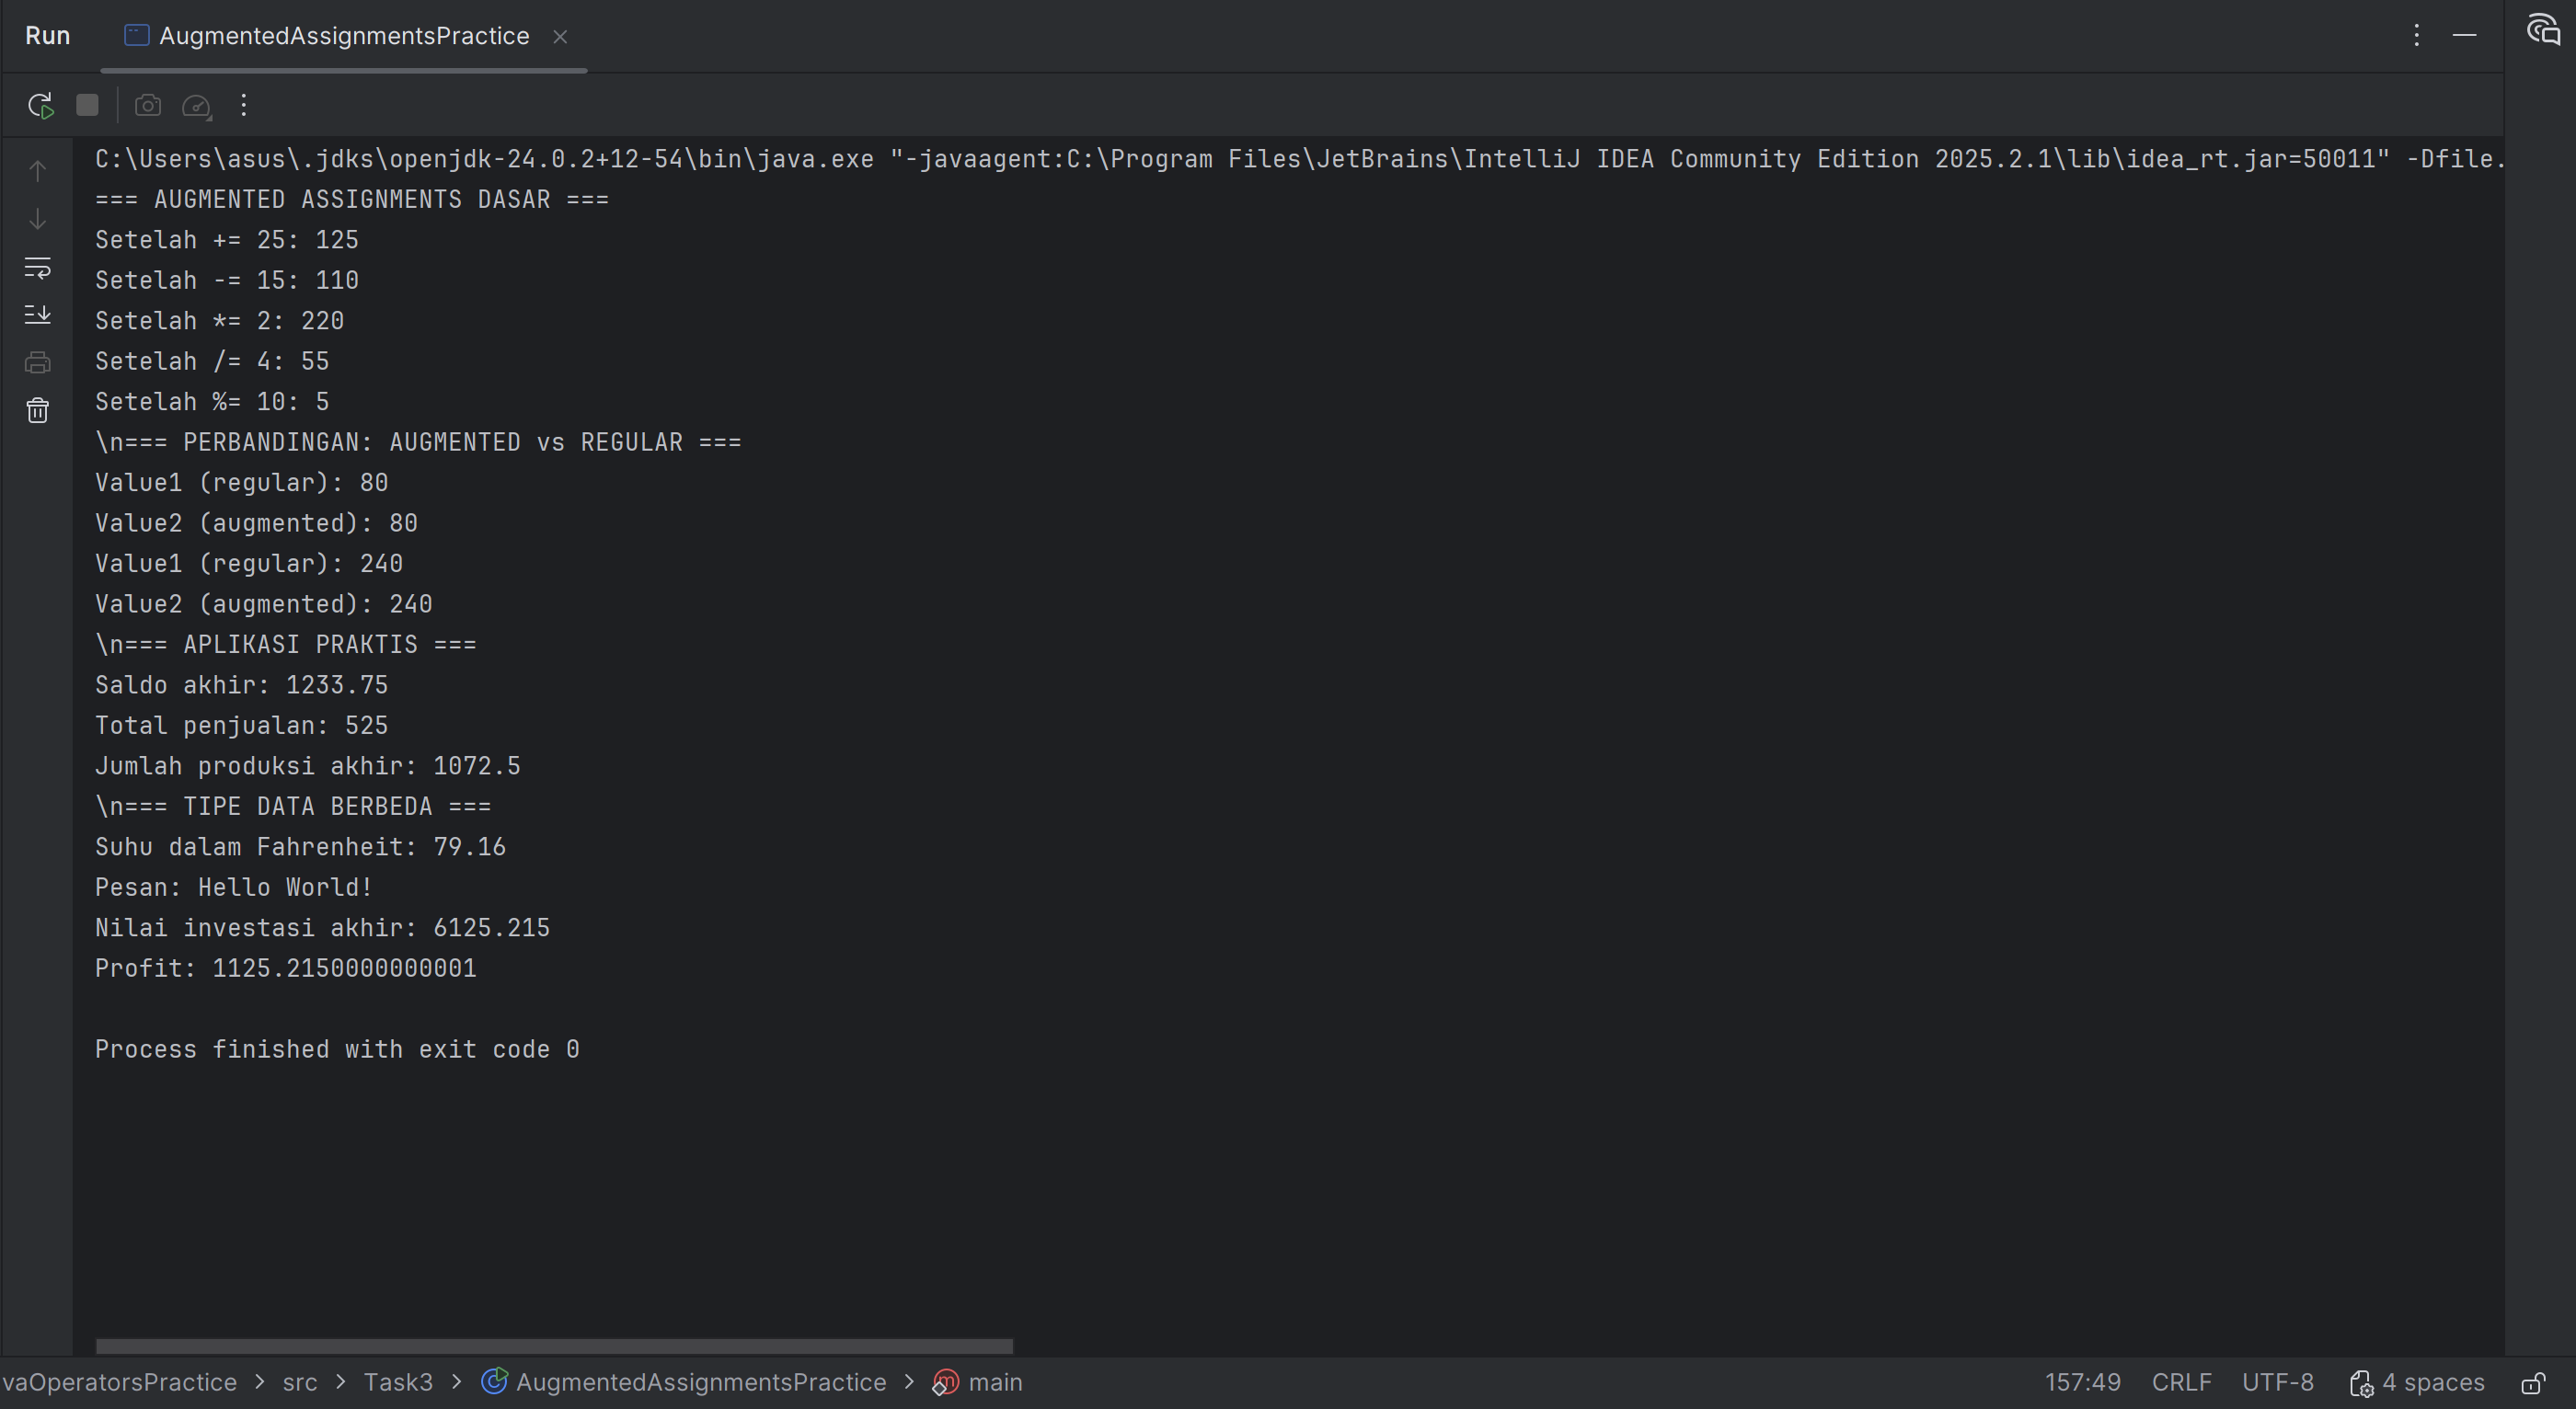 Run AugmentedAssignmentsPractice
C:\Users\asus\.jdks\openjdk-24.0.2+12-54\bin\java.exe "-javaagent:C:\Program Files\JetBrains\IntelliJ IDEA Community Edition 2025.2.1\lib\idea_rt.jar=50011" -Dfile.
=== AUGMENTED ASSIGNMENTS DASAR ===
Setelah += 25: 125
Setelah -= 15: 110
Setelah *= 2: 220
Setelah /= 4: 55
Setelah %= 10: 5
\n=== PERBANDINGAN: AUGMENTED vs REGULAR ===
Value1 (regular): 80
Value2 (augmented): 80
Value1 (regular): 240
Value2 (augmented): 240
\n=== APLIKASI PRAKTIS ===
Saldo akhir: 1233.75
Total penjualan: 525
Jumlah produksi akhir: 1072.5
\n=== TIPE DATA BERBEDA ===
Suhu dalam Fahrenheit: 79.16
Pesan: Hello World!
Nilai investasi akhir: 6125.215
Profit: 1125.2150000000001
Process finished with exit code 0
vaOperatorsPractice > src > Task3 > AugmentedAssignmentsPractice > main 157:49 CRLF UTF-8 4 spaces